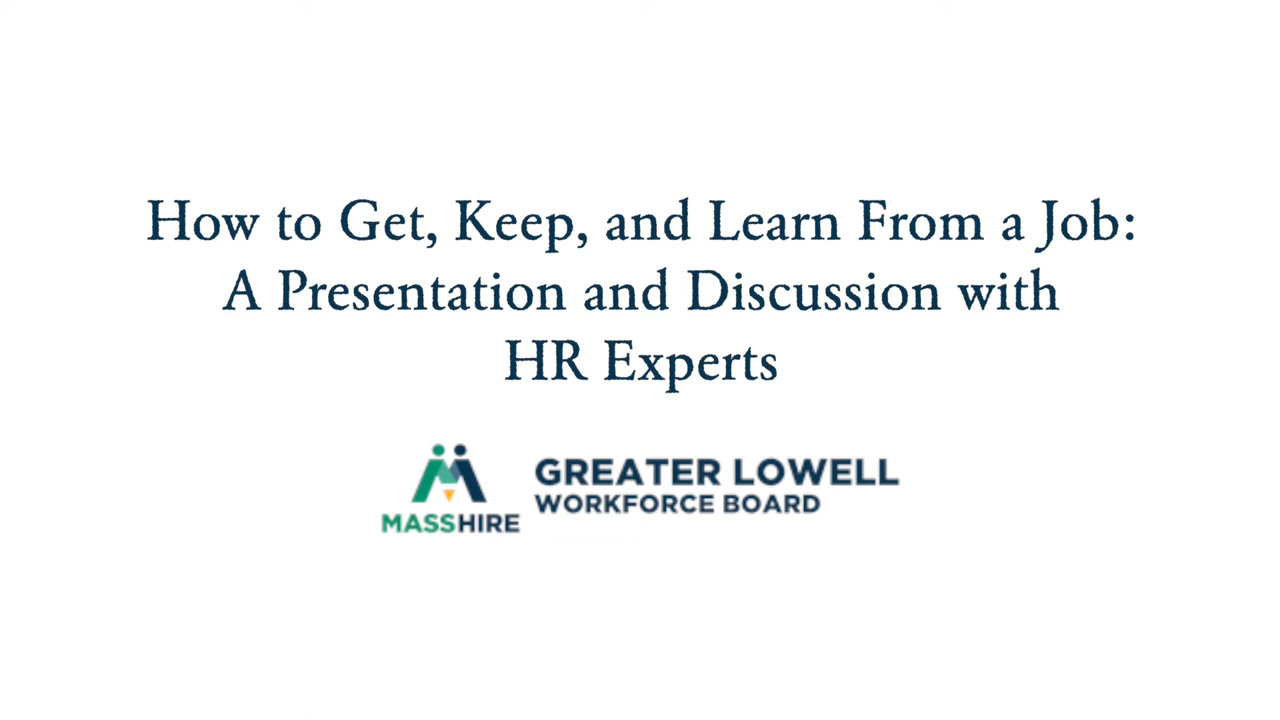 How to Get, Keep, and Learn From a Job:
A Presentation and Discussion with
HR Experts
GREATER LOWELL
WORKFORCE BOARD
MASSHIRE